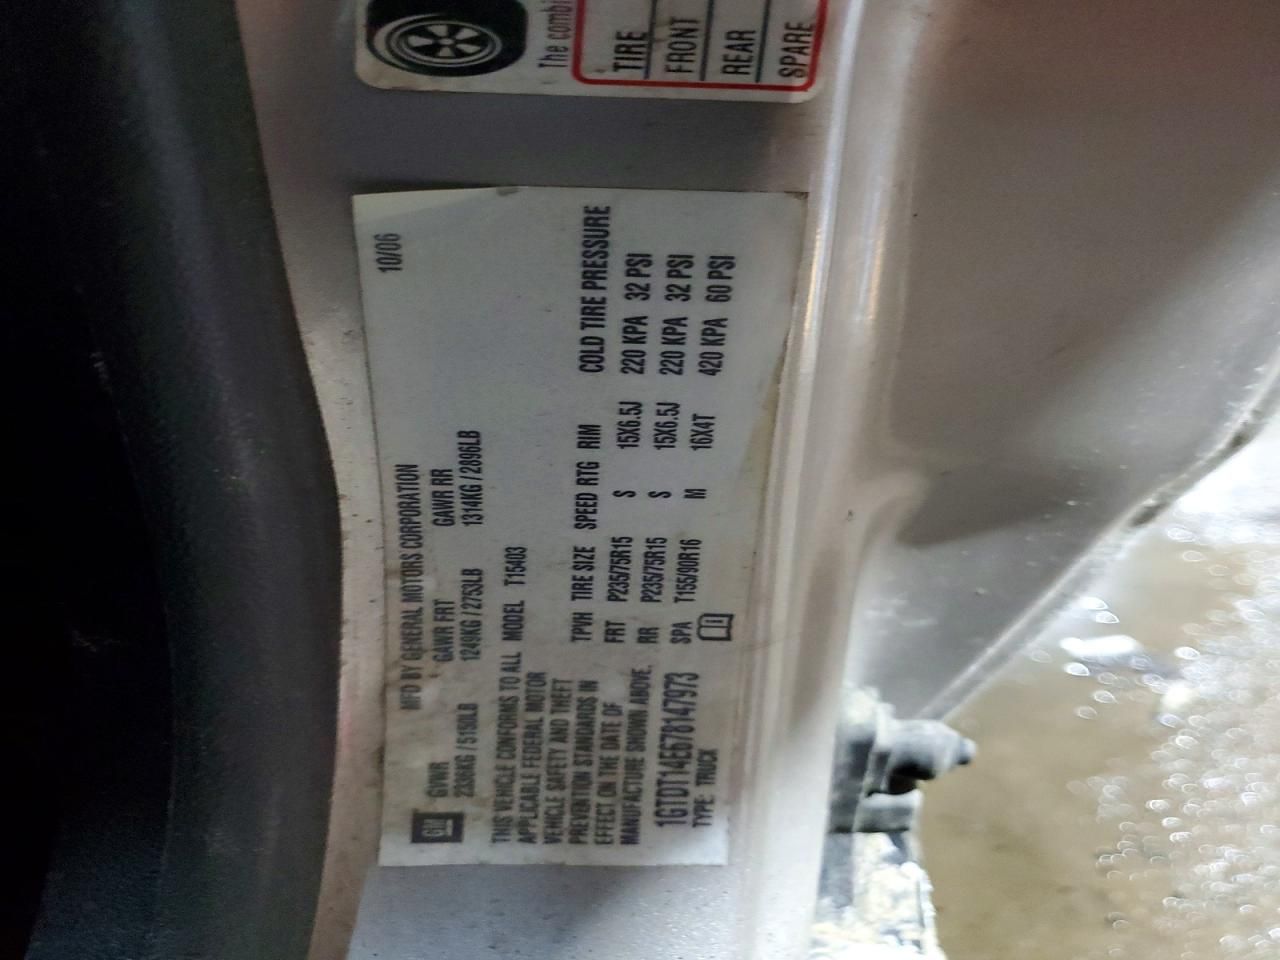 The combi
TIRE
FRONT
REAR
SPARE
10/06
GM
MFD BY GENERAL MOTORS CORPORATION
GVWR GAWR FRT GAWR RR
2336KG / 5150LB 1249KG / 2753LB 1314KG / 2896LB
THIS VEHICLE CONFORMS TO ALL MODEL T15403
APPLICABLE FEDERAL MOTOR
VEHICLE SAFETY AND THEFT
PREVENTION STANDARDS IN
EFFECT ON THE DATE OF
MANUFACTURE SHOWN ABOVE.
TPVH TIRE SIZE SPEED RTG RIM COLD TIRE PRESSURE
FRT P235/75R15 S 15X6.5J 220 KPA 32 PSI
RR P235/75R15 S 15X6.5J 220 KPA 32 PSI
SPA T155/90R16 M 16X4T 420 KPA 60 PSI
1GTDT14E678147973
TYPE: TRUCK